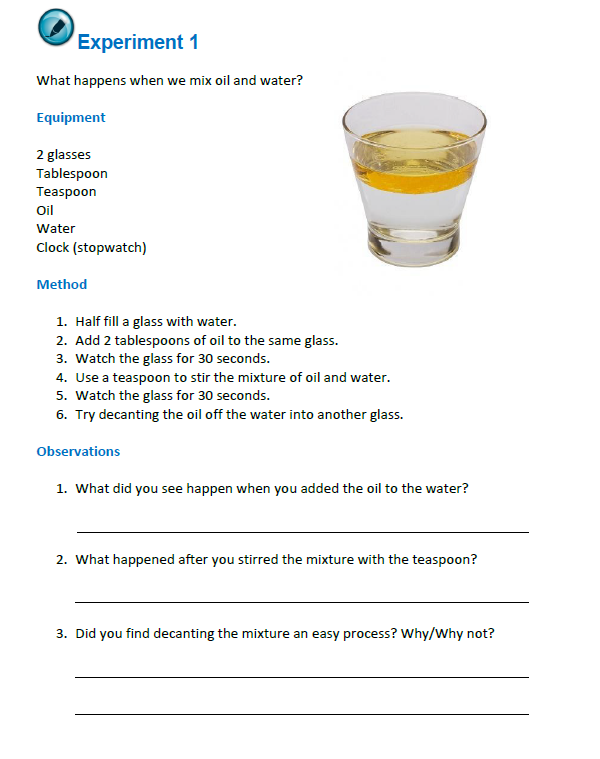 Experiment 1
What happens when we mix oil and water?
Equipment
2 glasses
Tablespoon
Teaspoon
Oil
Water
Clock (stopwatch)
Method
1. Half fill a glass with water.
2. Add 2 tablespoons of oil to the same glass.
3. Watch the glass for 30 seconds.
4. Use a teaspoon to stir the mixture of oil and water.
5. Watch the glass for 30 seconds.
6. Try decanting the oil off the water into another glass.
Observations
1. What did you see happen when you added the oil to the water?
2. What happened after you stirred the mixture with the teaspoon?
3. Did you find decanting the mixture an easy process? Why/Why not?